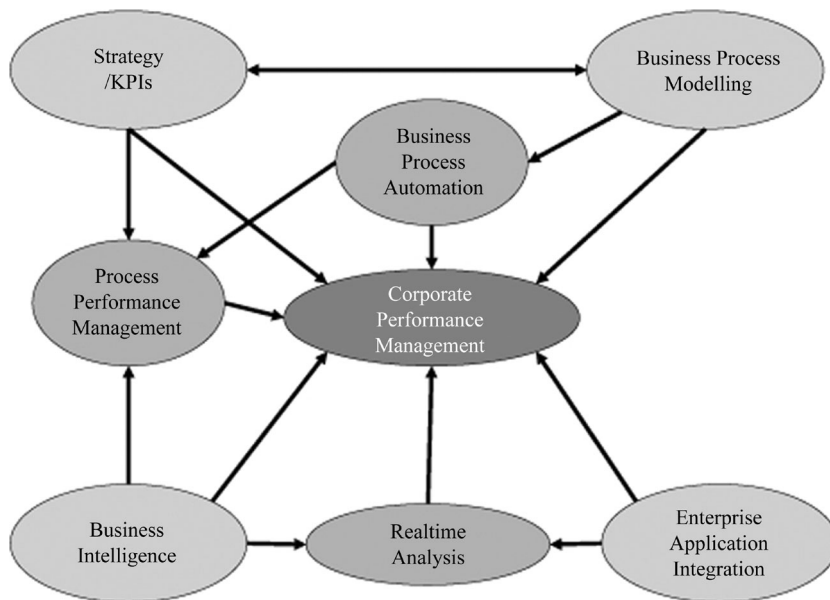 Strategy
/KPIs
Business Process
Modelling
Business
Process
Automation
Process
Performance
Management
Corporate
Performance
Management
Business
Intelligence
Realtime
Analysis
Enterprise
Application
Integration